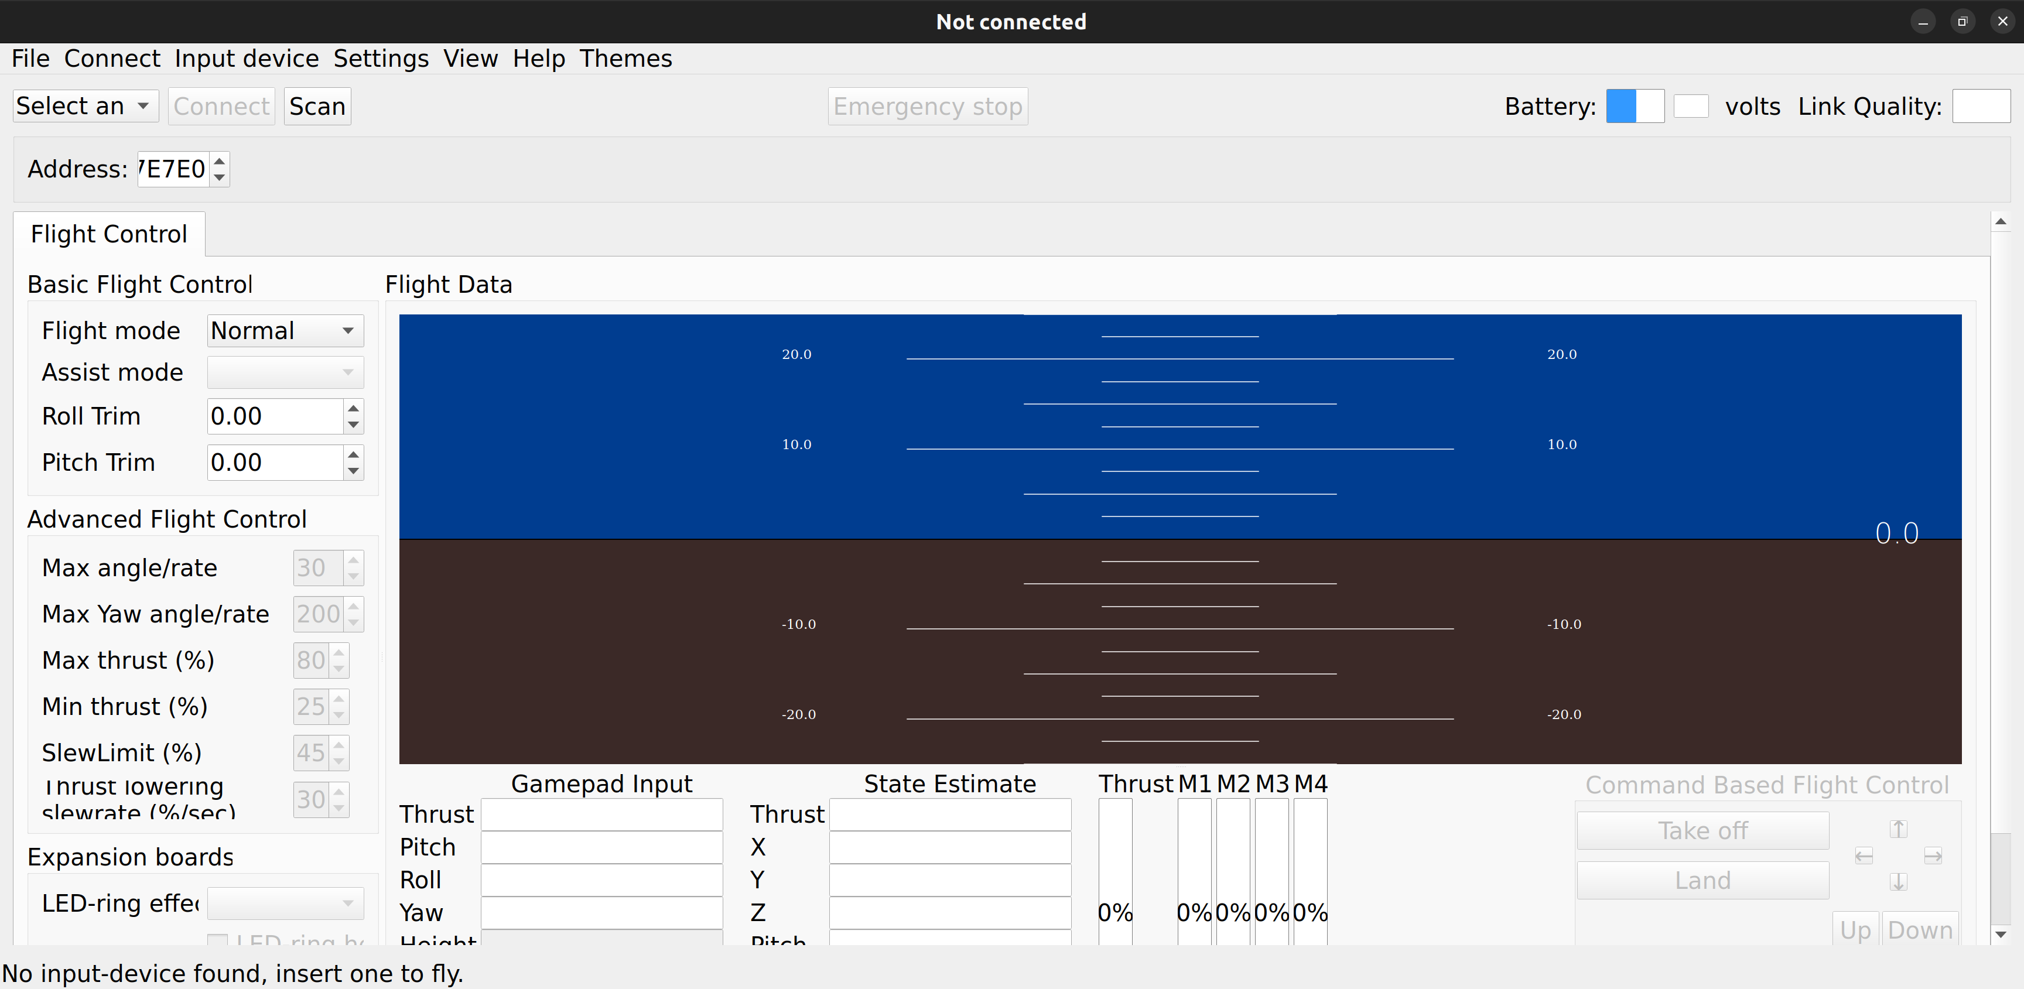 Not connected
File Connect Input device Settings View Help Themes
Select an Connect Scan Emergency stop Battery: volts Link Quality:
Address: 7E7E0
Flight Control
Basic Flight Control
Flight mode Normal
Assist mode
Roll Trim 0.00
Pitch Trim 0.00
Advanced Flight Control
Max angle/rate 30
Max Yaw angle/rate 200
Max thrust (%) 80
Min thrust (%) 25
SlewLimit (%) 45
Thrust lowering
slewrate (%/sec) 30
Expansion boards
LED-ring effec
LED-ring he
Flight Data
20.0 20.0
10.0 10.0
0.0
-10.0 -10.0
-20.0 -20.0
Gamepad Input
Thrust
Pitch
Roll
Yaw
Height
State Estimate
Thrust
X
Y
Z
Pitch
Thrust M1 M2 M3 M4
0% 0% 0% 0% 0%
Command Based Flight Control
Take off ↑
← →
Land ↓
Up Down
No input-device found, insert one to fly.